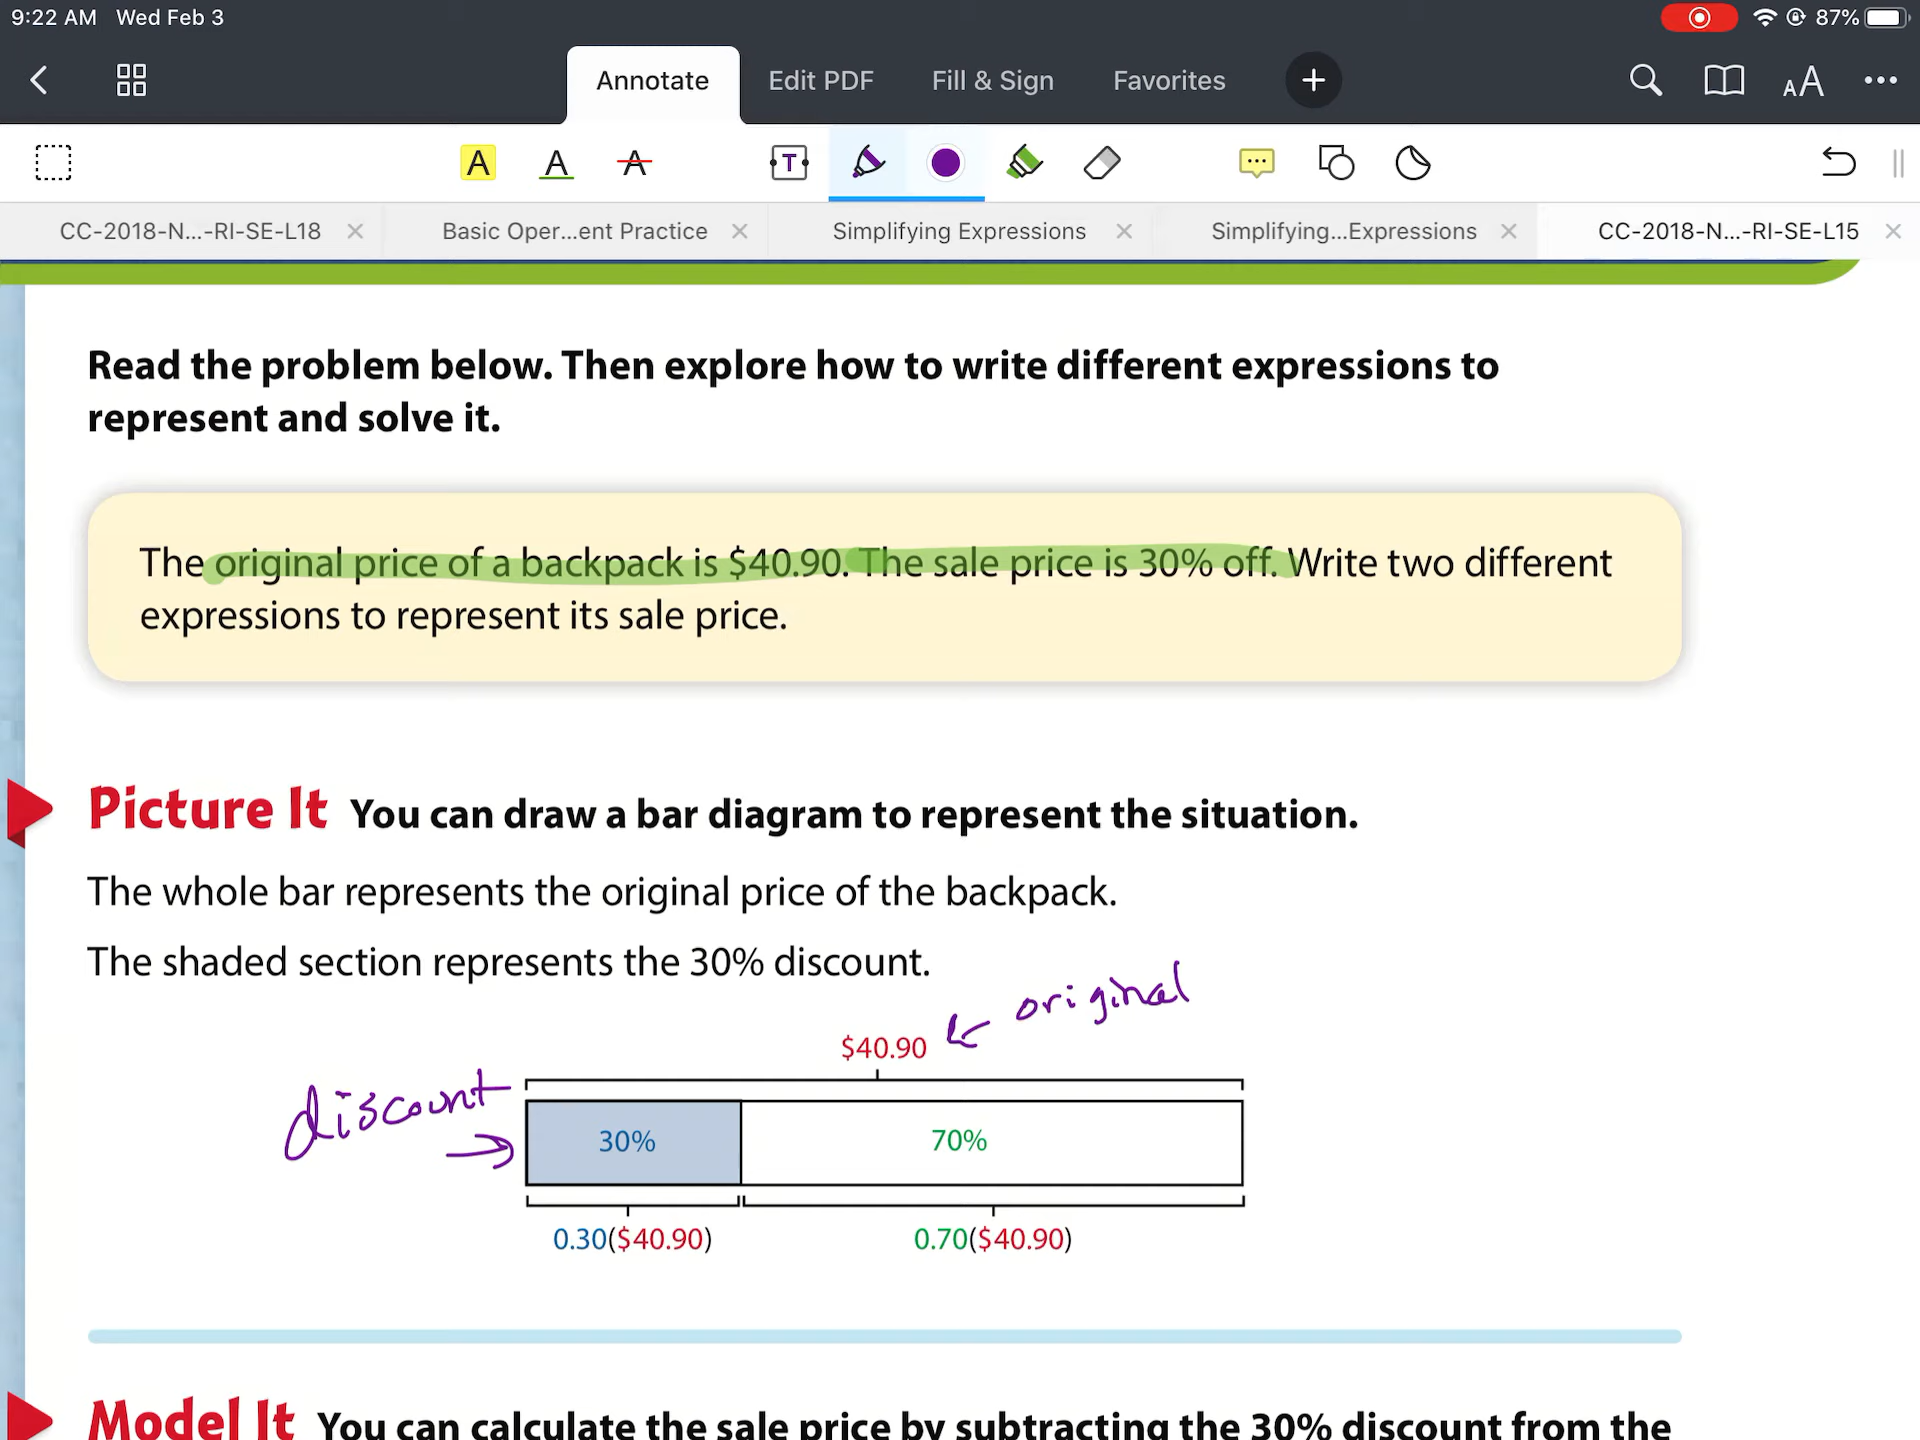 9:22 AM Wed Feb 3
87%
Annotate Edit PDF Fill & Sign Favorites
AA
A A A T
CC-2018-N...-RI-SE-L18 Basic Oper...ent Practice Simplifying Expressions Simplifying...Expressions CC-2018-N...-RI-SE-L15
Read the problem below. Then explore how to write different expressions to
represent and solve it.
The original price of a backpack is $40.90. The sale price is 30% off. Write two different
expressions to represent its sale price.
Picture It You can draw a bar diagram to represent the situation.
The whole bar represents the original price of the backpack.
The shaded section represents the 30% discount.
original
$40.90
discount
30% 70%
0.30($40.90) 0.70($40.90)
Model It You can calculate the sale price by subtracting the 30% discount from the